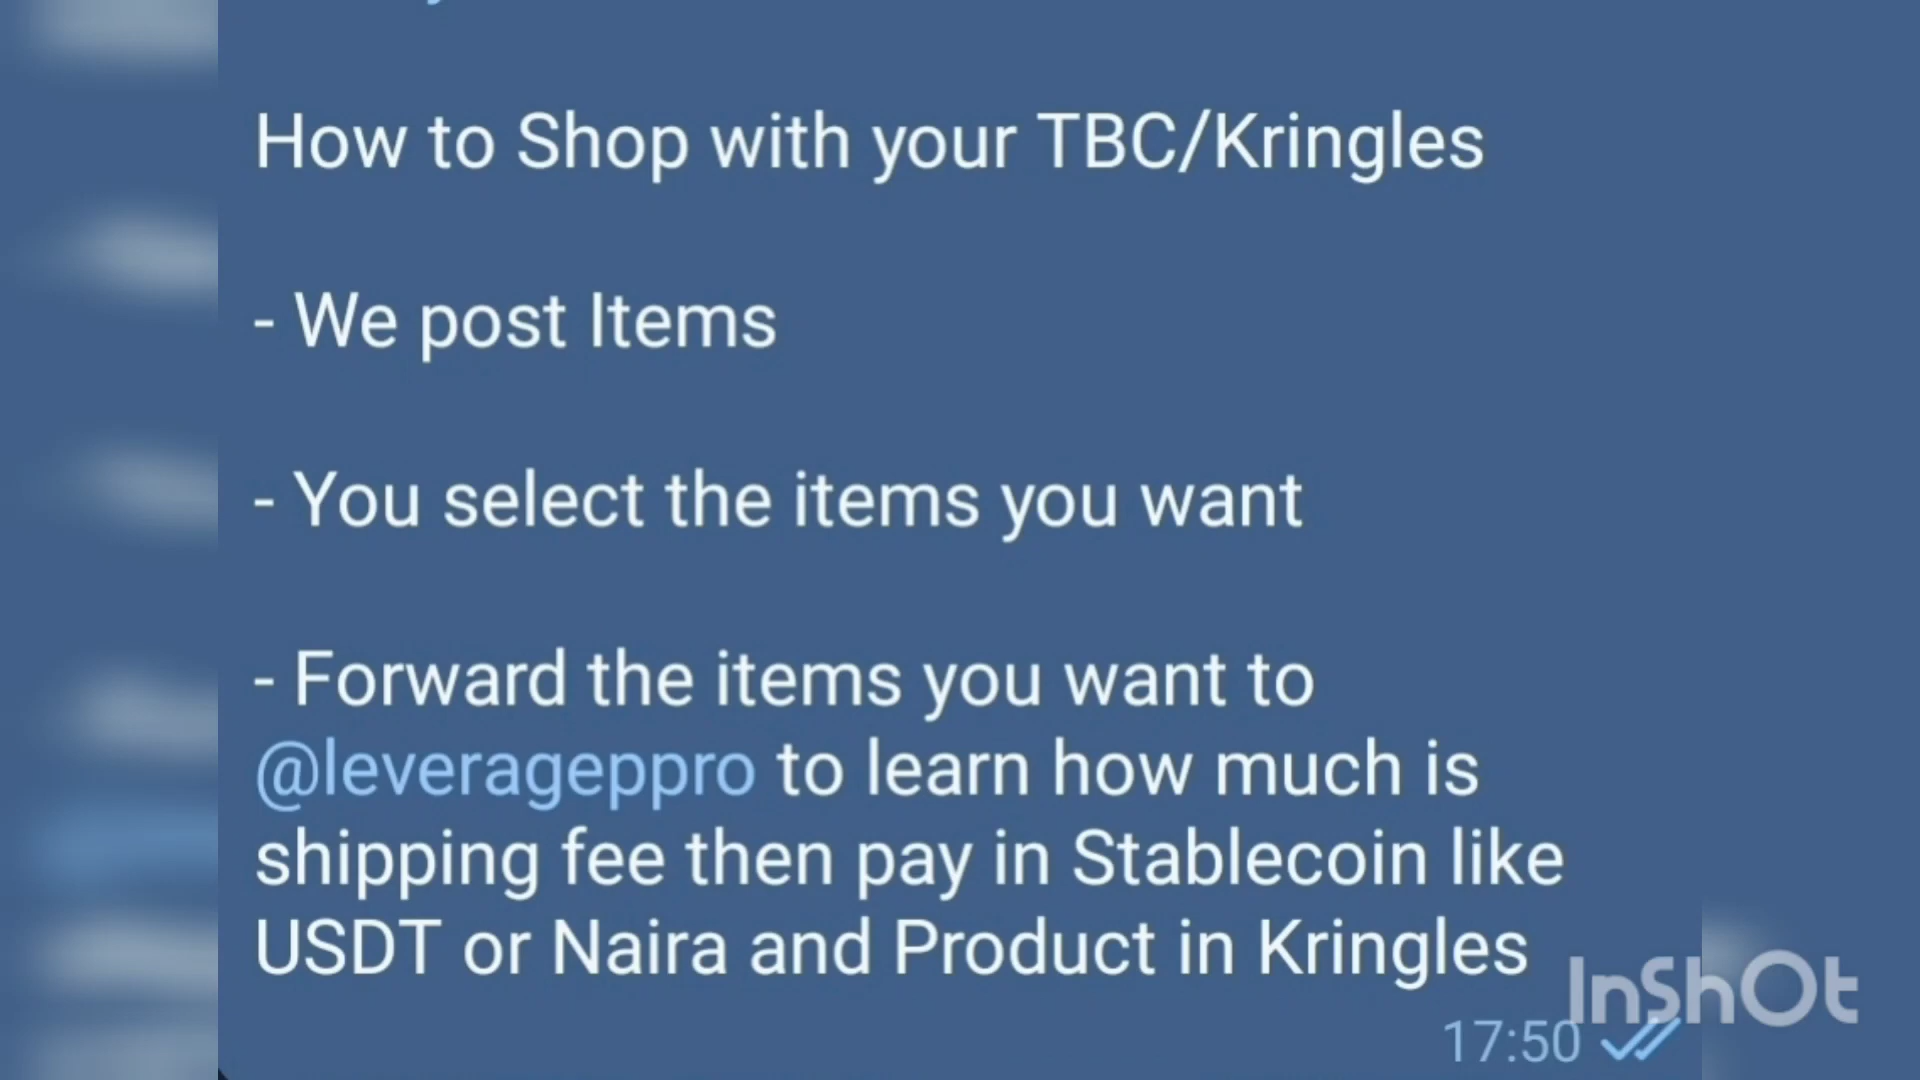 How to Shop with your TBC/Kringles
- We post Items
- You select the items you want
- Forward the items you want to
@leverageppro to learn how much is
shipping fee then pay in Stablecoin like
USDT or Naira and Product in Kringles
17:50
InShOt